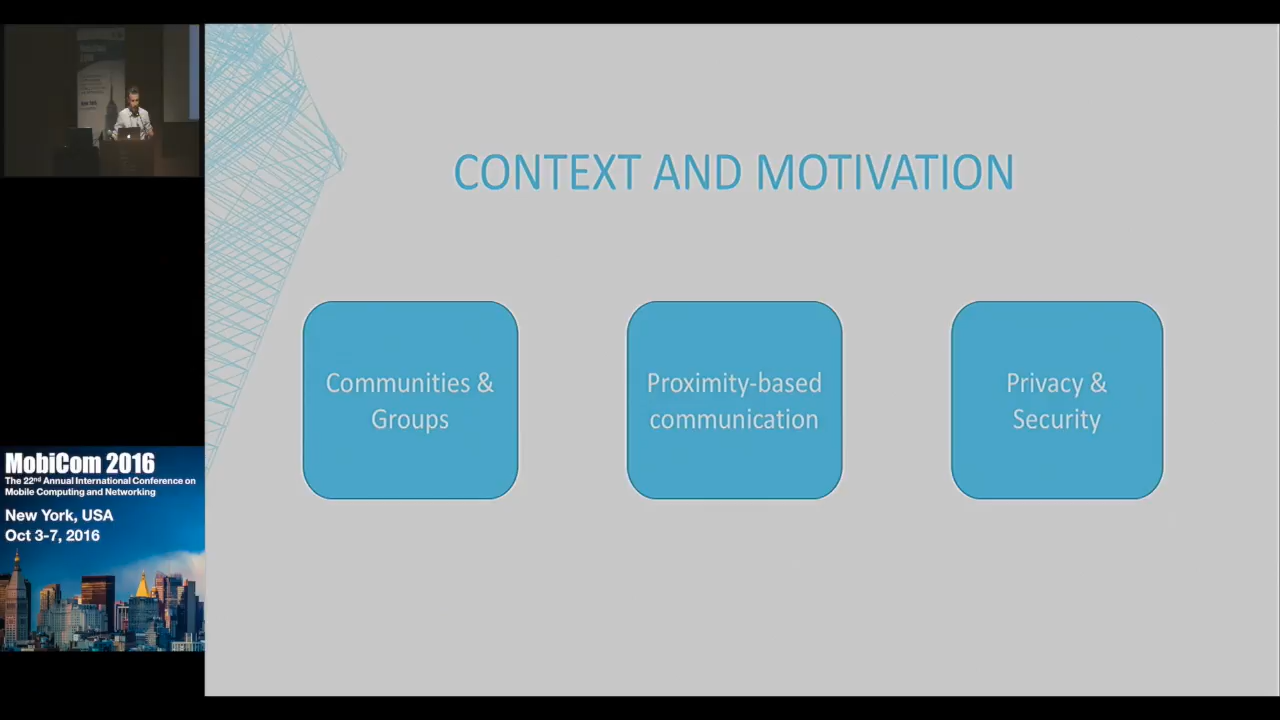 CONTEXT AND MOTIVATION
Communities &
Groups
Proximity-based
communication
Privacy &
Security
MobiCom 2016
The 22nd Annual International Conference on
Mobile Computing and Networking
New York, USA
Oct 3-7, 2016